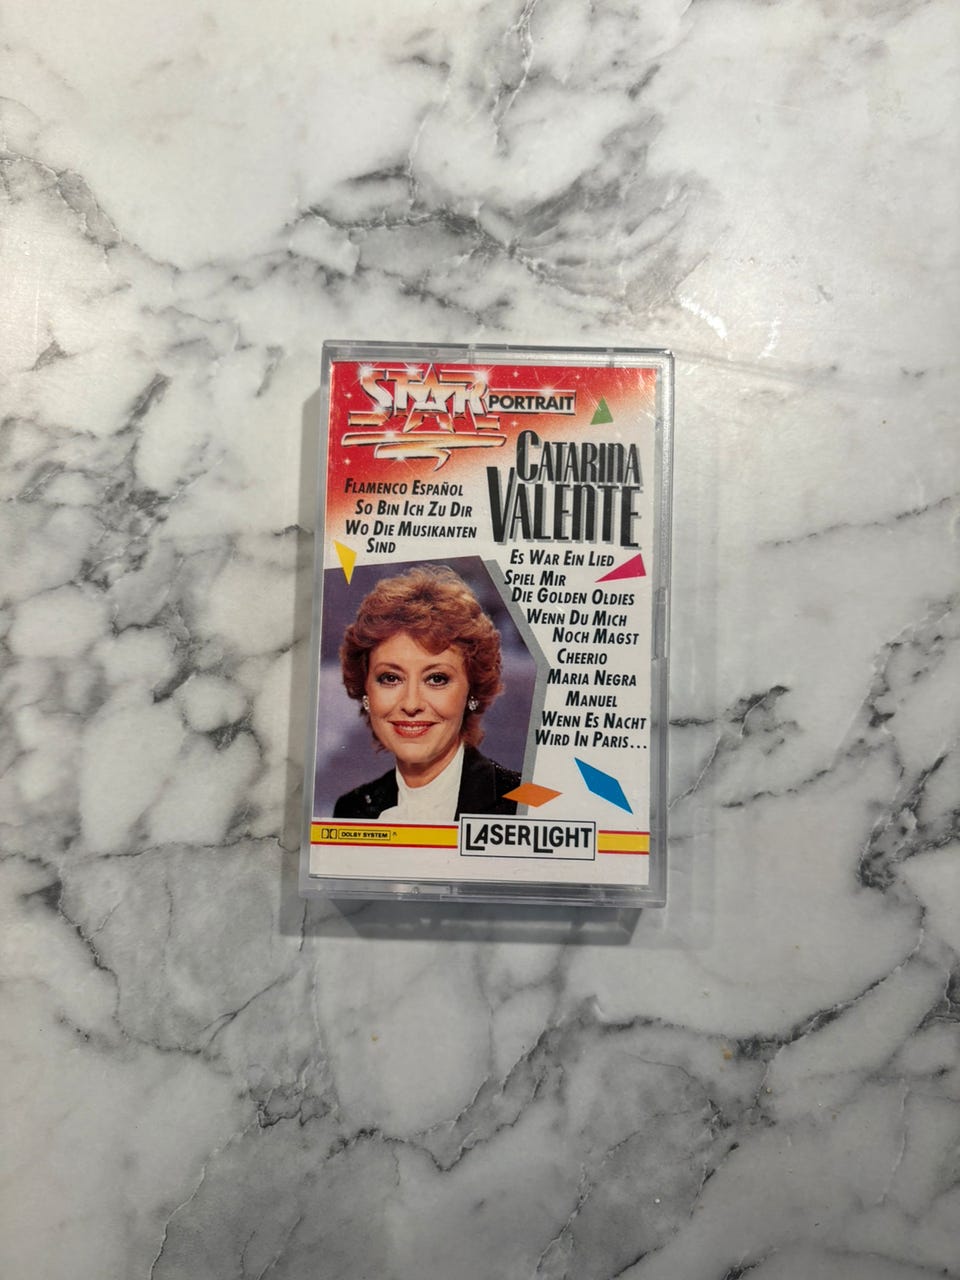 STAR PORTRAIT
CATARINA
VALENTE
FLAMENCO ESPAÑOL
SO BIN ICH ZU DIR
WO DIE MUSIKANTEN
SIND
ES WAR EIN LIED
SPIEL MIR
DIE GOLDEN OLDIES
WENN DU MICH
NOCH MAGST
CHEERIO
MARIA NEGRA
MANUEL
WENN ES NACHT
WIRD IN PARIS...
DOLBY SYSTEM
LASERLIGHT